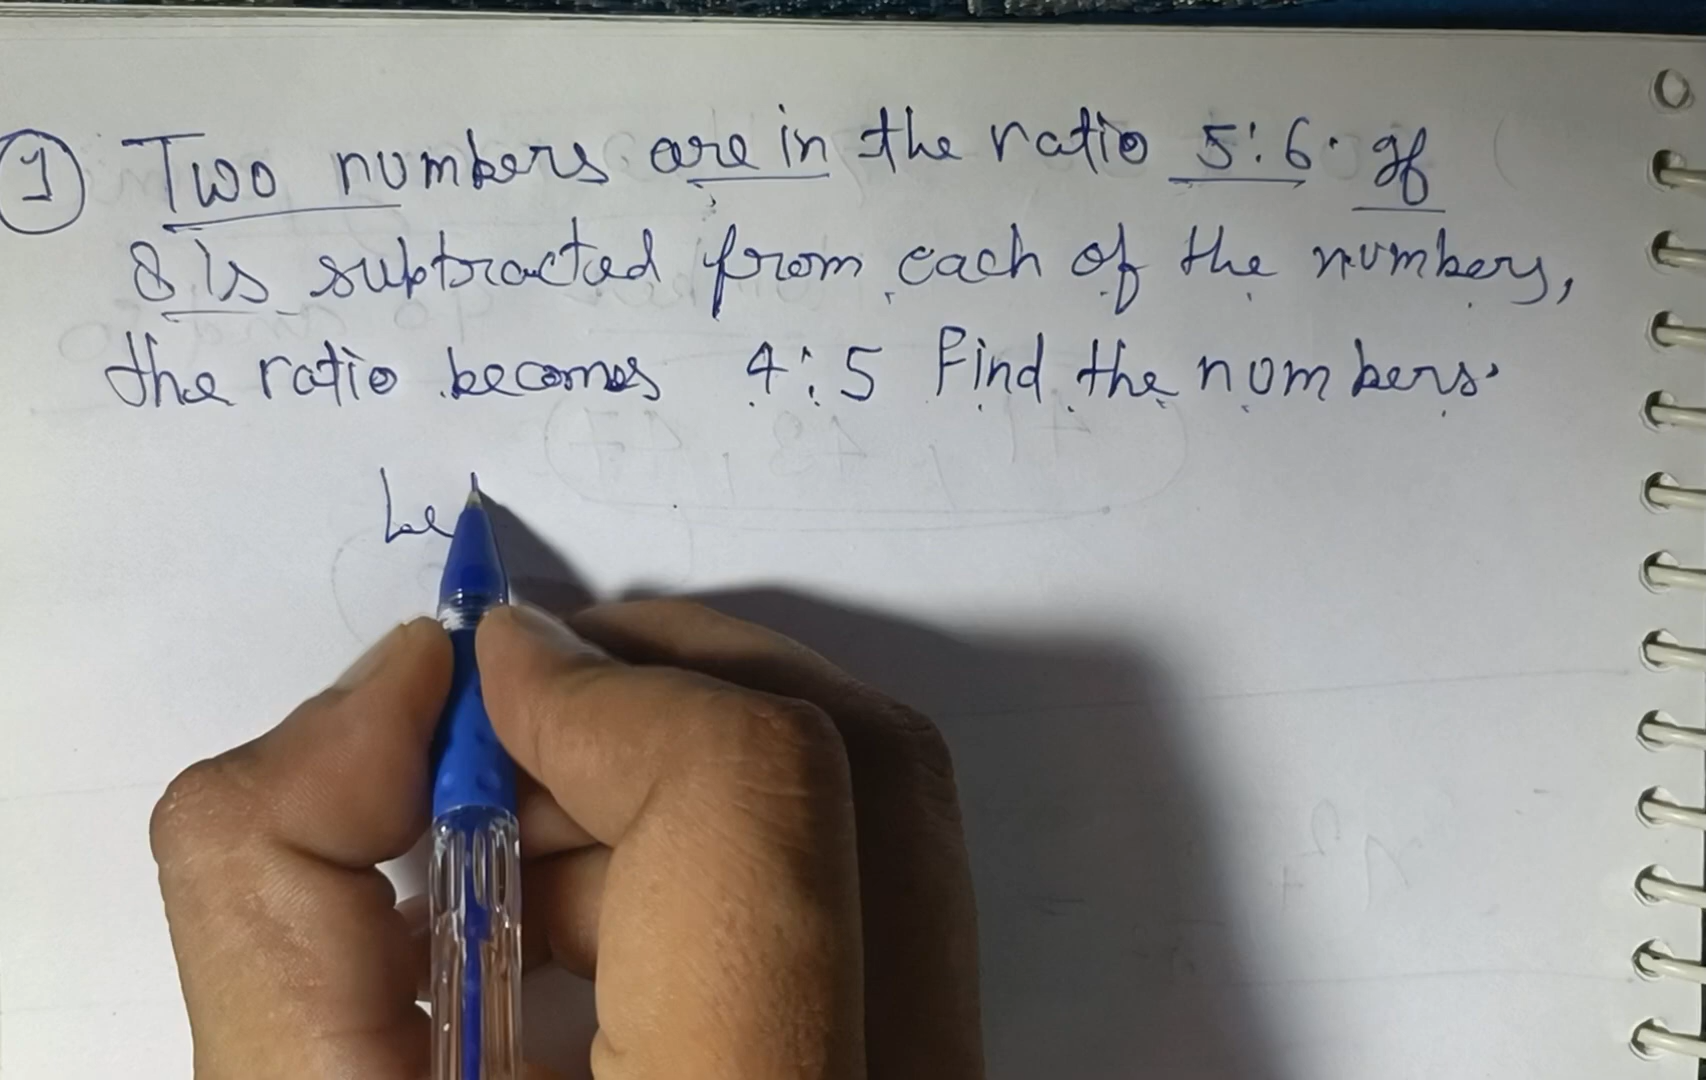 1 Two numbers are in the ratio 5:6. If
8 is subtracted from each of the numbers,
the ratio becomes 4:5 Find the numbers.
Le